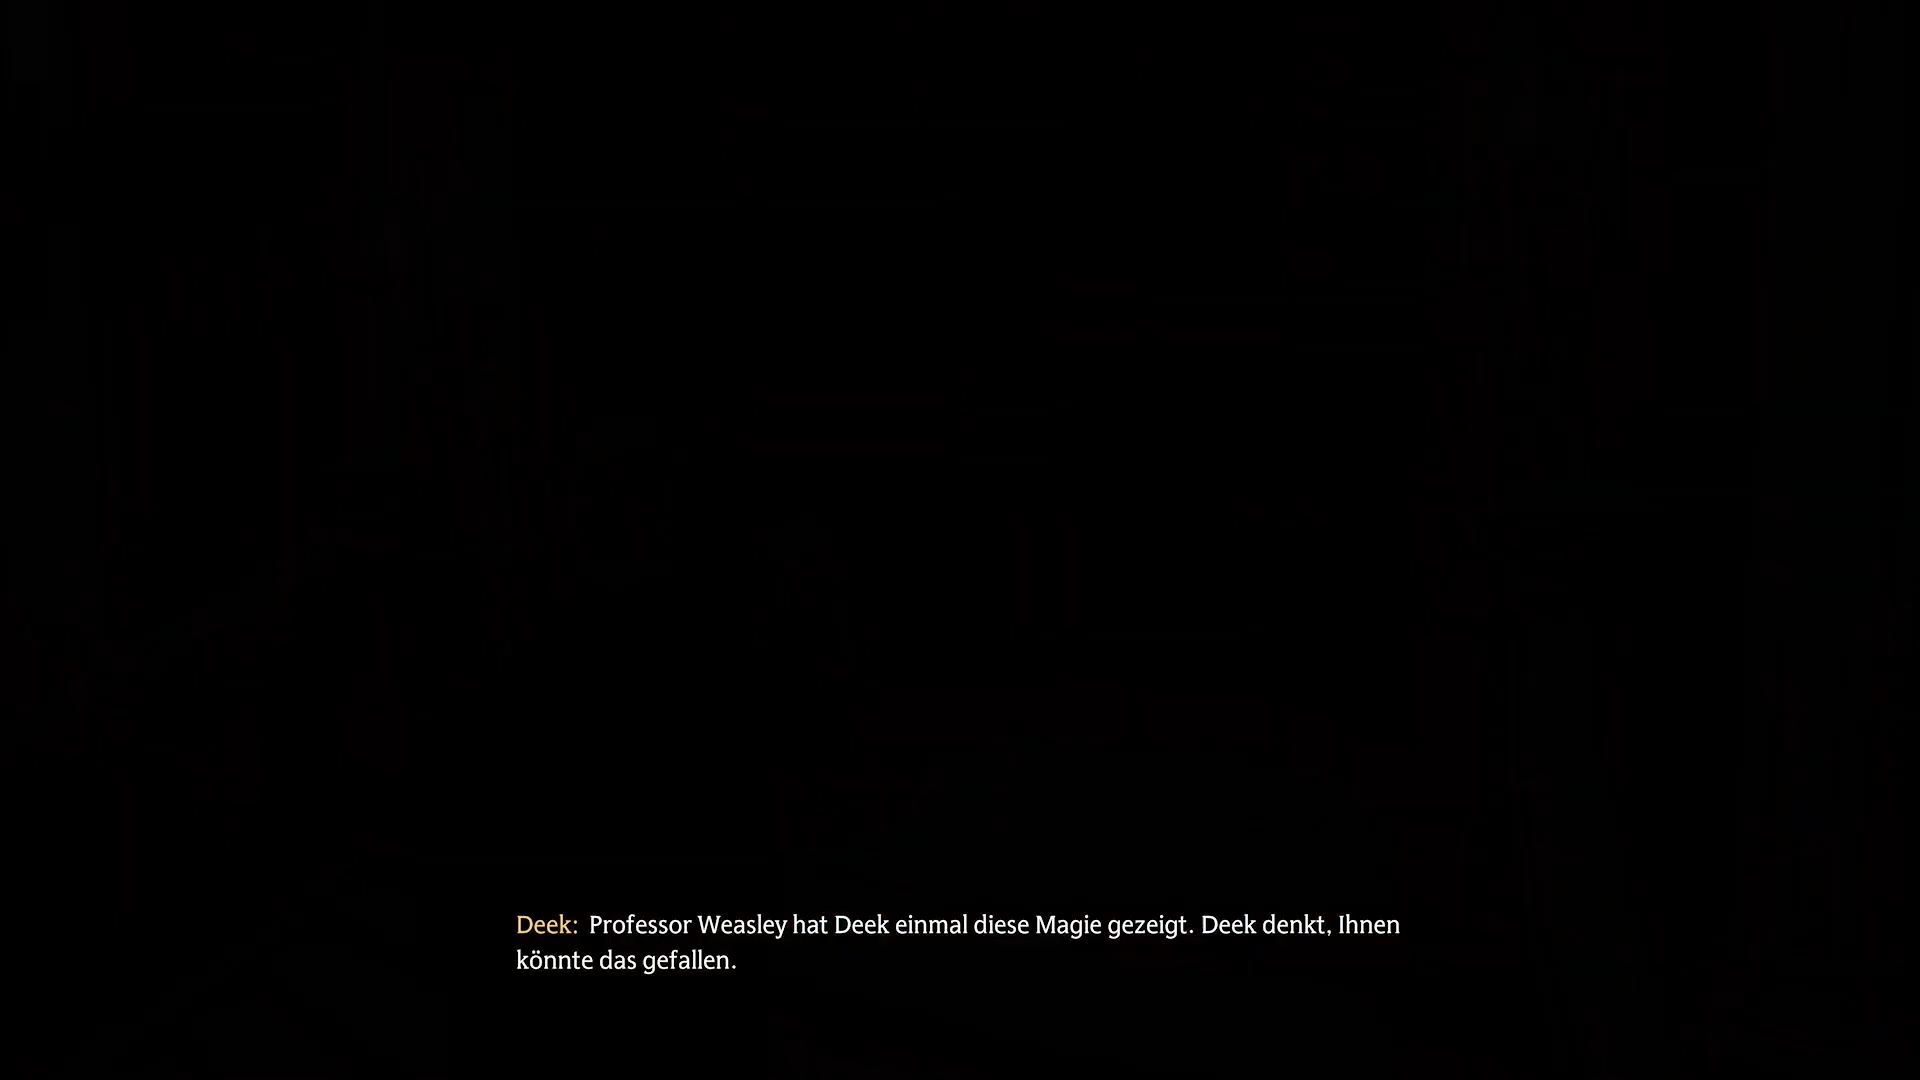 Deek: Professor Weasley hat Deek einmal diese Magie gezeigt. Deek denkt, Ihnen
könnte das gefallen.